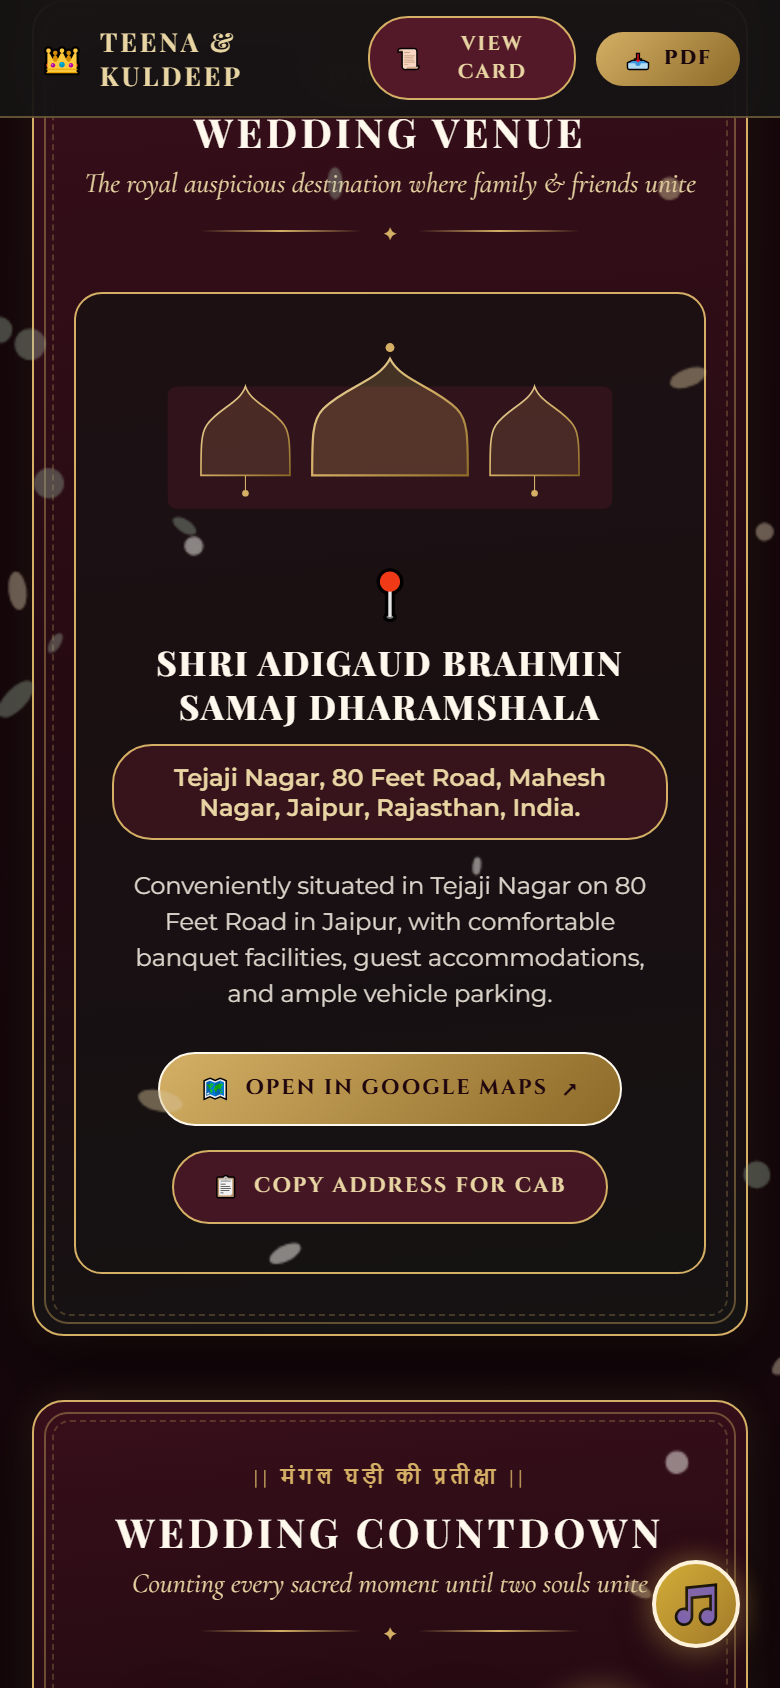 TEENA &
KULDEEP
VIEW
CARD
PDF
WEDDING VENUE
The royal auspicious destination where family & friends unite
SHRI ADIGAUD BRAHMIN
SAMAJ DHARAMSHALA
Tejaji Nagar, 80 Feet Road, Mahesh
Nagar, Jaipur, Rajasthan, India.
Conveniently situated in Tejaji Nagar on 80
Feet Road in Jaipur, with comfortable
banquet facilities, guest accommodations,
and ample vehicle parking.
OPEN IN GOOGLE MAPS ↗
COPY ADDRESS FOR CAB
|| मंगल घड़ी की प्रतीक्षा ||
WEDDING COUNTDOWN
Counting every sacred moment until two souls unite